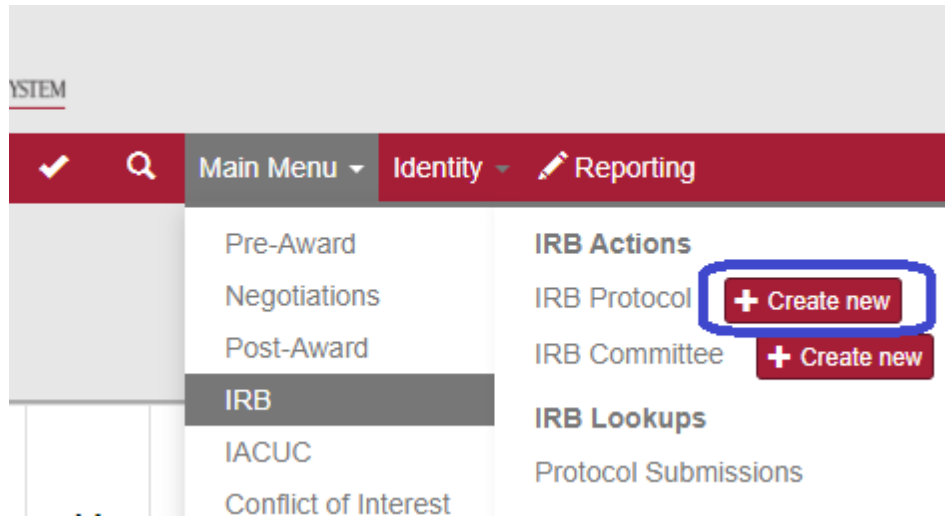 YSTEM
Main Menu Identity Reporting
Pre-Award
Negotiations
Post-Award
IRB
IACUC
Conflict of Interest
IRB Actions
IRB Protocol + Create new
IRB Committee + Create new
IRB Lookups
Protocol Submissions